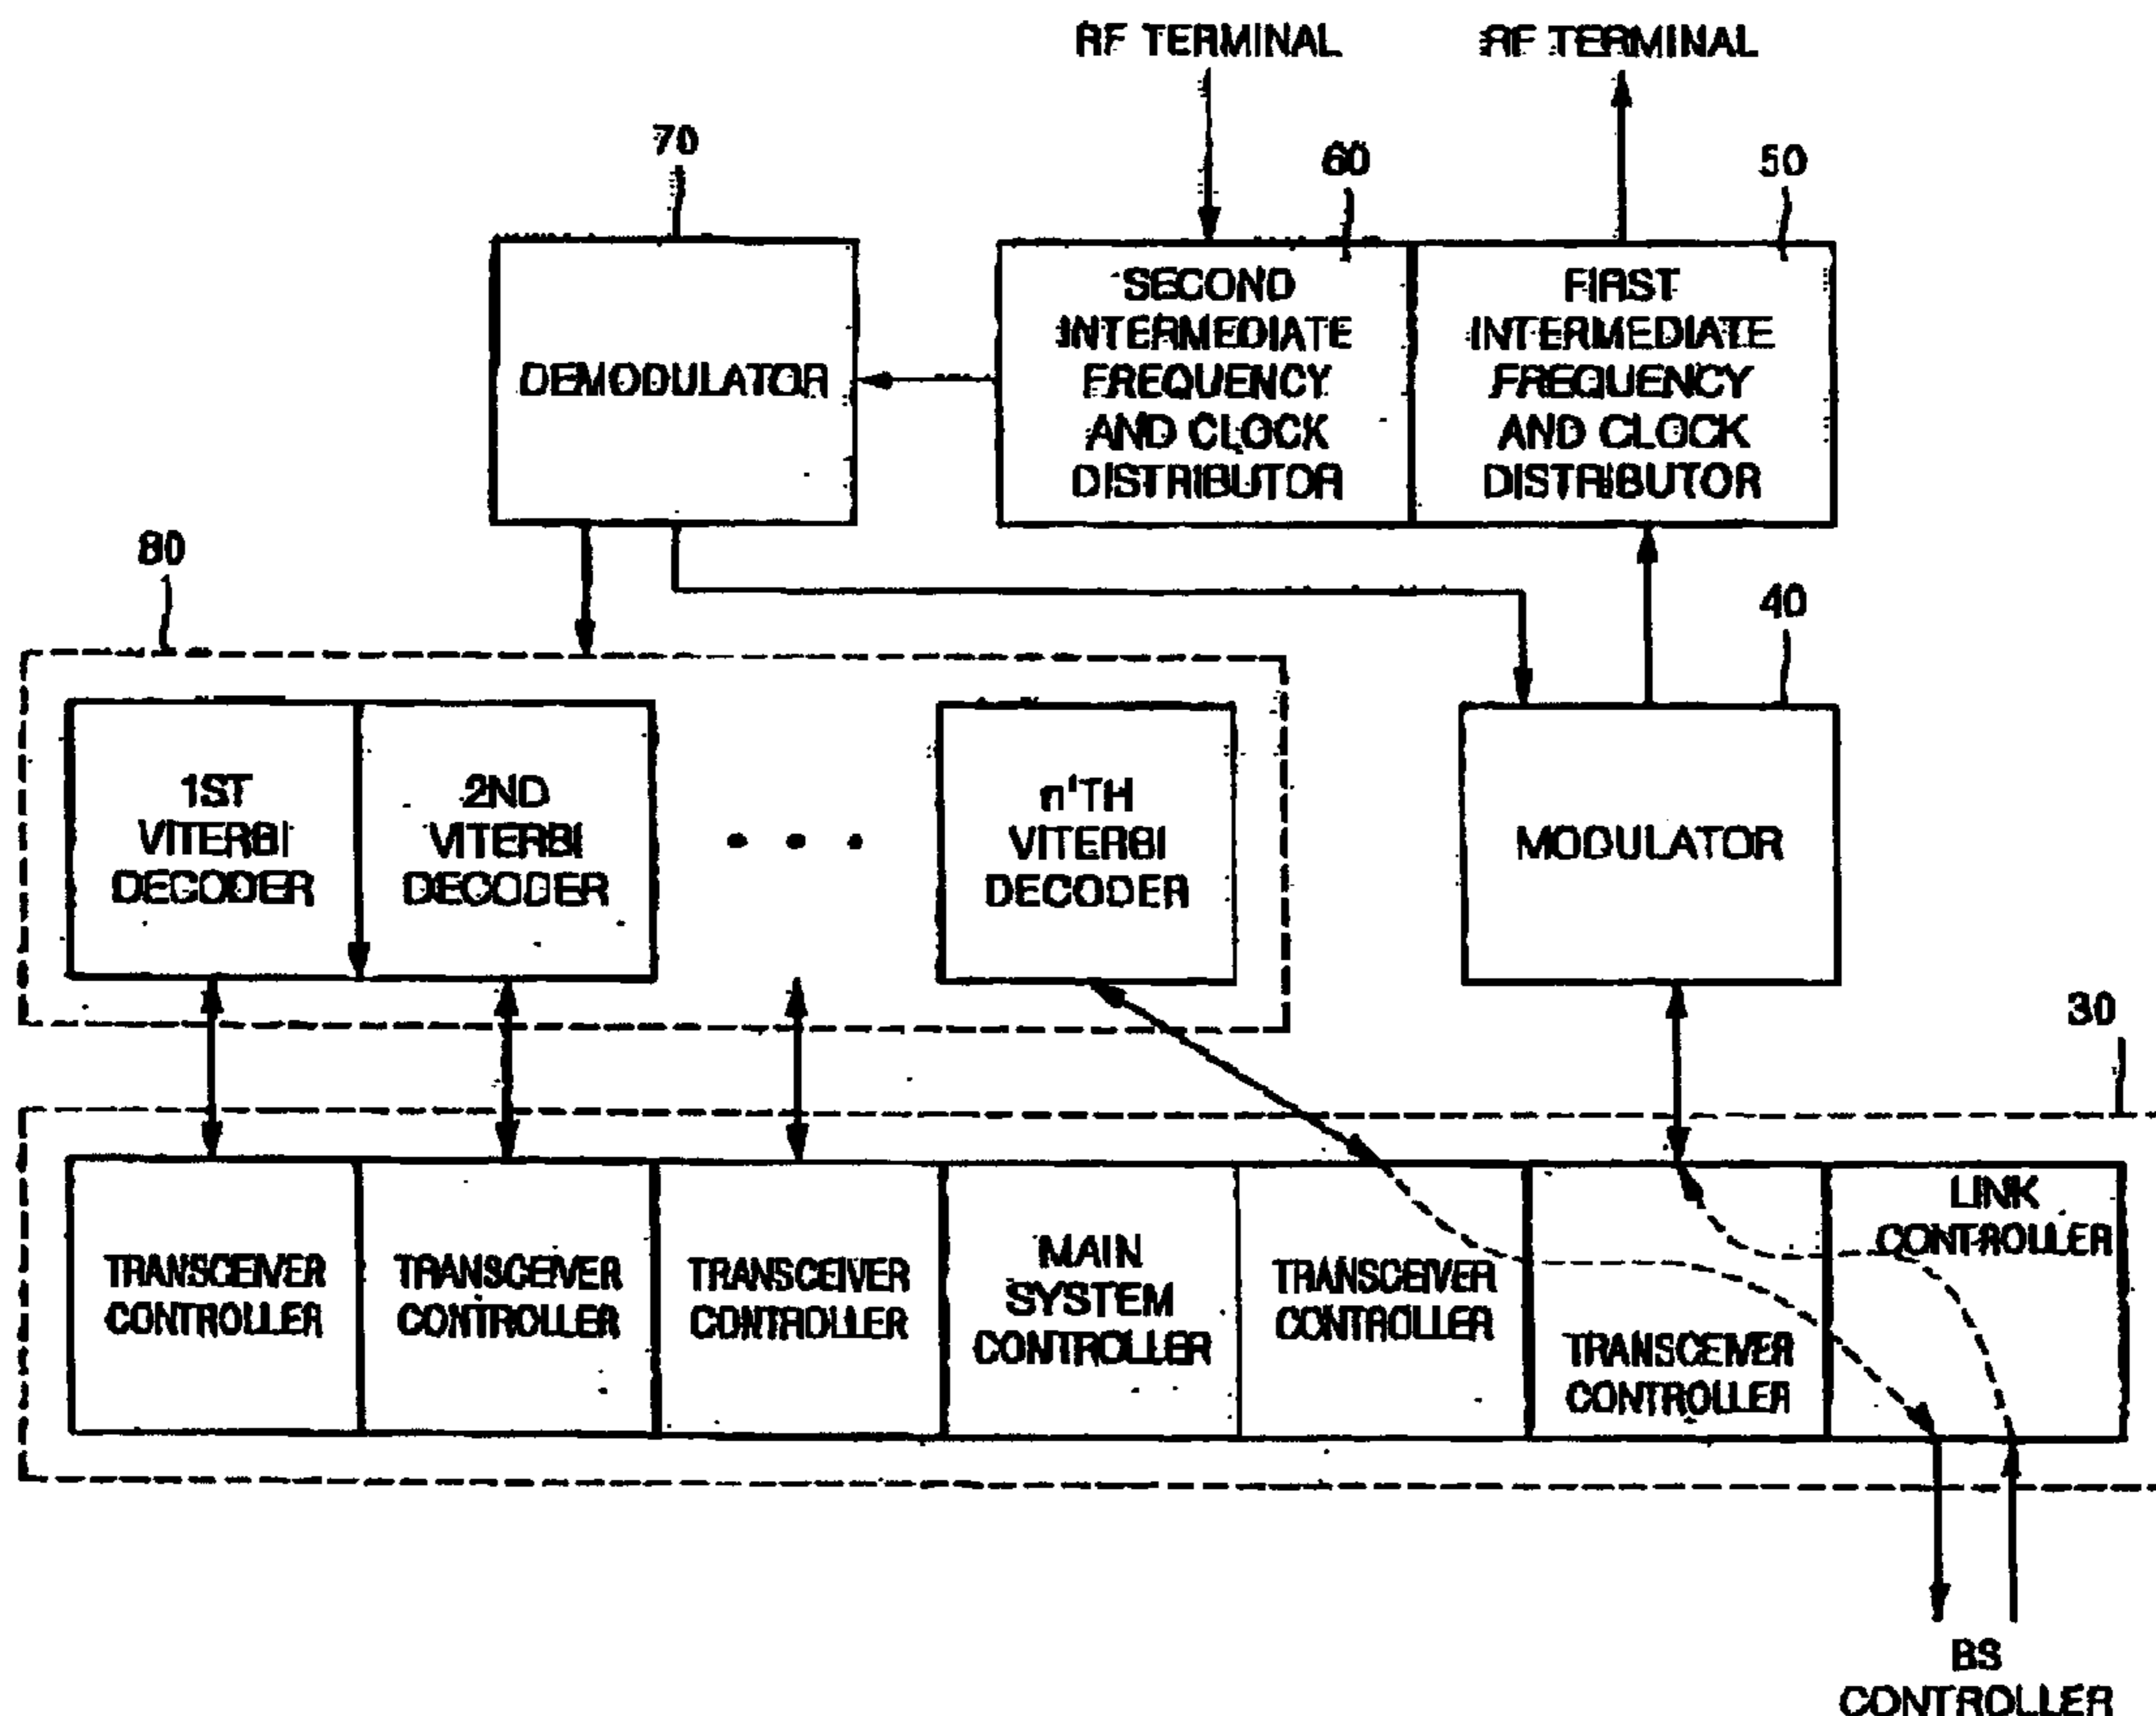 RF TERMINAL
RF TERMINAL
70
60
50
DEMODULATOR
SECOND
INTERMEDIATE
FREQUENCY
AND CLOCK
DISTRIBUTOR
FIRST
INTERMEDIATE
FREQUENCY
AND CLOCK
DISTRIBUTOR
80
40
1ST
VITERBI
DECODER
2ND
VITERBI
DECODER
• • •
n'TH
VITERBI
DECODER
MODULATOR
30
TRANSCEIVER
CONTROLLER
TRANSCEIVER
CONTROLLER
TRANSCEIVER
CONTROLLER
MAIN
SYSTEM
CONTROLLER
TRANSCEIVER
CONTROLLER
TRANSCEIVER
CONTROLLER
LINK
CONTROLLER
BS
CONTROLLER